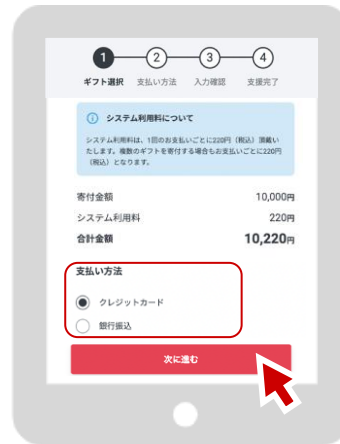 1 2 3 4
ギフト選択 支払い方法 入力確認 支援完了
システム利用料について
システム利用料は、1回のお支払いごとに220円（税込）頂戴い
たします。複数のギフトを寄付する場合もお支払いごとに220円
（税込）となります。
寄付金額 10,000円
システム利用料 220円
合計金額 10,220円
支払い方法
クレジットカード
銀行振込
次に進む